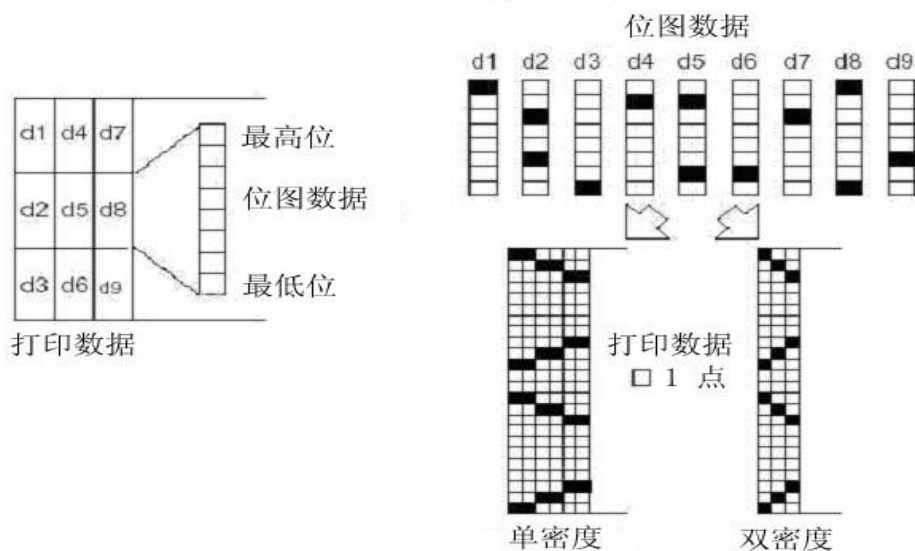 d1 d4 d7
d2 d5 d8
d3 d6 d9
打印数据
最高位
位图数据
最低位
位图数据
d1 d2 d3 d4 d5 d6 d7 d8 d9
打印数据
1 点
单密度
双密度